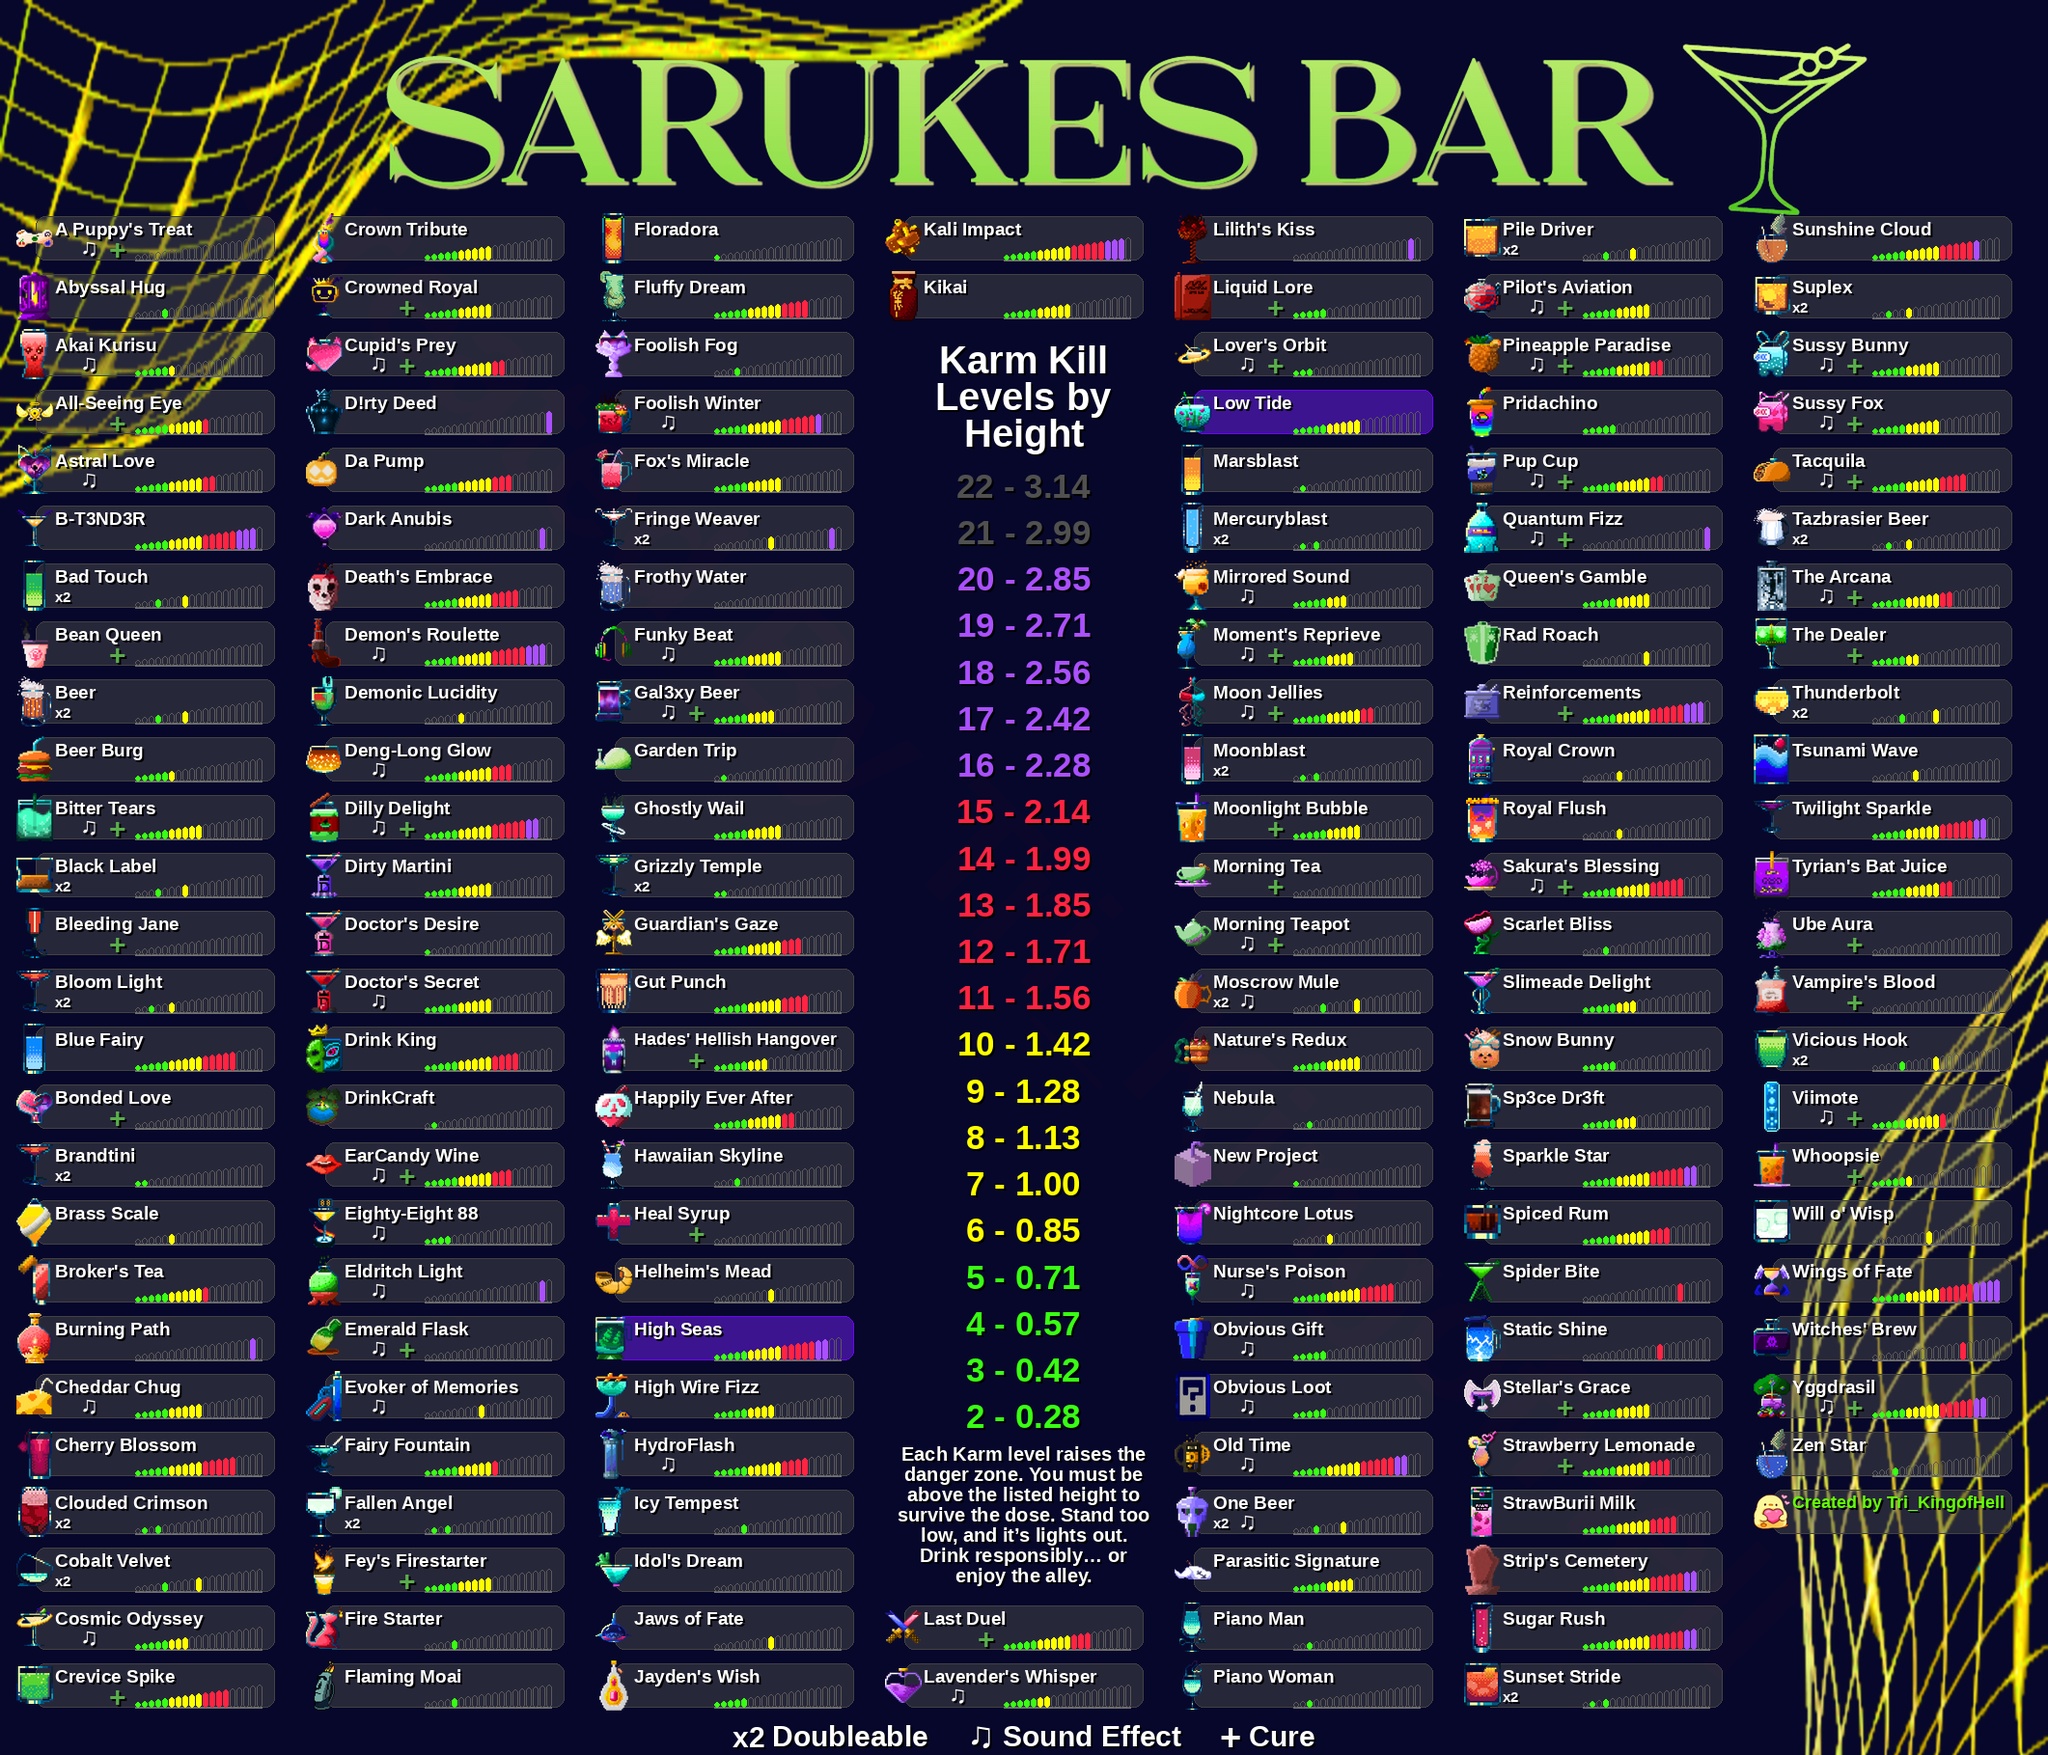 SARUKES BAR
A Puppy's Treat
♫ +
Abyssal Hug
Akai Kurisu
♫
All-Seeing Eye
+
Astral Love
♫
B-T3ND3R
Bad Touch
x2
Bean Queen
+
Beer
x2
Beer Burg
Bitter Tears
♫ +
Black Label
x2
Bleeding Jane
+
Bloom Light
x2
Blue Fairy
Bonded Love
+
Brandtini
x2
Brass Scale
Broker's Tea
Burning Path
Cheddar Chug
♫
Cherry Blossom
Clouded Crimson
x2
Cobalt Velvet
x2
Cosmic Odyssey
♫
Crevice Spike
+
Crown Tribute
Crowned Royal
+
Cupid's Prey
♫ +
D!rty Deed
Da Pump
Dark Anubis
Death's Embrace
Demon's Roulette
♫
Demonic Lucidity
Deng-Long Glow
♫
Dilly Delight
♫ +
Dirty Martini
Doctor's Desire
Doctor's Secret
♫
Drink King
DrinkCraft
EarCandy Wine
♫ +
Eighty-Eight 88
♫
Eldritch Light
♫
Emerald Flask
♫ +
Evoker of Memories
♫
Fairy Fountain
Fallen Angel
x2
Fey's Firestarter
+
Fire Starter
Flaming Moai
Floradora
Fluffy Dream
Foolish Fog
Foolish Winter
♫
Fox's Miracle
Fringe Weaver
x2
Frothy Water
Funky Beat
♫
Gal3xy Beer
♫ +
Garden Trip
Ghostly Wail
Grizzly Temple
x2
Guardian's Gaze
Gut Punch
Hades' Hellish Hangover
+
Happily Ever After
Hawaiian Skyline
Heal Syrup
+
Helheim's Mead
High Seas
High Wire Fizz
HydroFlash
♫
Icy Tempest
Idol's Dream
Jaws of Fate
Jayden's Wish
Kali Impact
Kikai
Karm Kill
Levels by
Height
22 - 3.14
21 - 2.99
20 - 2.85
19 - 2.71
18 - 2.56
17 - 2.42
16 - 2.28
15 - 2.14
14 - 1.99
13 - 1.85
12 - 1.71
11 - 1.56
10 - 1.42
9 - 1.28
8 - 1.13
7 - 1.00
6 - 0.85
5 - 0.71
4 - 0.57
3 - 0.42
2 - 0.28
Each Karm level raises the
danger zone. You must be
above the listed height to
survive the dose. Stand too
low, and it's lights out.
Drink responsibly… or
enjoy the alley.
Last Duel
+
Lavender's Whisper
♫
Lilith's Kiss
Liquid Lore
+
Lover's Orbit
♫ +
Low Tide
Marsblast
Mercuryblast
x2
Mirrored Sound
♫
Moment's Reprieve
♫ +
Moon Jellies
♫ +
Moonblast
x2
Moonlight Bubble
+
Morning Tea
+
Morning Teapot
♫ +
Moscrow Mule
x2 ♫
Nature's Redux
Nebula
New Project
Nightcore Lotus
Nurse's Poison
♫
Obvious Gift
♫
Obvious Loot
♫
Old Time
♫
One Beer
x2 ♫
Parasitic Signature
Piano Man
Piano Woman
Pile Driver
x2
Pilot's Aviation
♫ +
Pineapple Paradise
♫ +
Pridachino
Pup Cup
♫ +
Quantum Fizz
♫ +
Queen's Gamble
Rad Roach
Reinforcements
+
Royal Crown
Royal Flush
Sakura's Blessing
♫ +
Scarlet Bliss
Slimeade Delight
Snow Bunny
Sp3ce Dr3ft
Sparkle Star
Spiced Rum
Spider Bite
Static Shine
Stellar's Grace
+
Strawberry Lemonade
+
StrawBurii Milk
Strip's Cemetery
Sugar Rush
Sunset Stride
x2
Sunshine Cloud
Suplex
x2
Sussy Bunny
♫ +
Sussy Fox
♫ +
Tacquila
♫ +
Tazbrasier Beer
x2
The Arcana
♫ +
The Dealer
+
Thunderbolt
x2
Tsunami Wave
Twilight Sparkle
Tyrian's Bat Juice
Ube Aura
+
Vampire's Blood
+
Vicious Hook
x2
Viimote
♫ +
Whoopsie
+
Will o' Wisp
Wings of Fate
Witches' Brew
Yggdrasil
♫ +
Zen Star
Created by Tri_KingofHell
x2 Doubleable ♫ Sound Effect + Cure